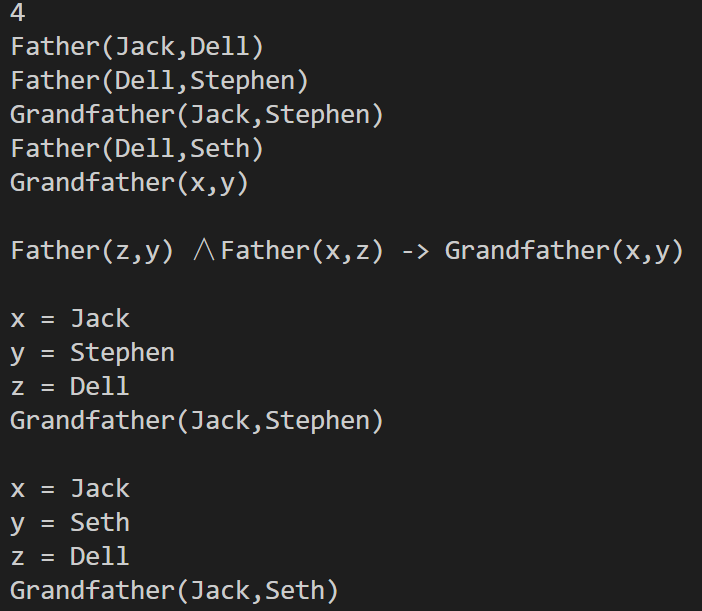 4
Father(Jack,Dell)
Father(Dell,Stephen)
Grandfather(Jack,Stephen)
Father(Dell,Seth)
Grandfather(x,y)
Father(z,y) ∧Father(x,z) -> Grandfather(x,y)
x = Jack
y = Stephen
z = Dell
Grandfather(Jack,Stephen)
x = Jack
y = Seth
z = Dell
Grandfather(Jack,Seth)